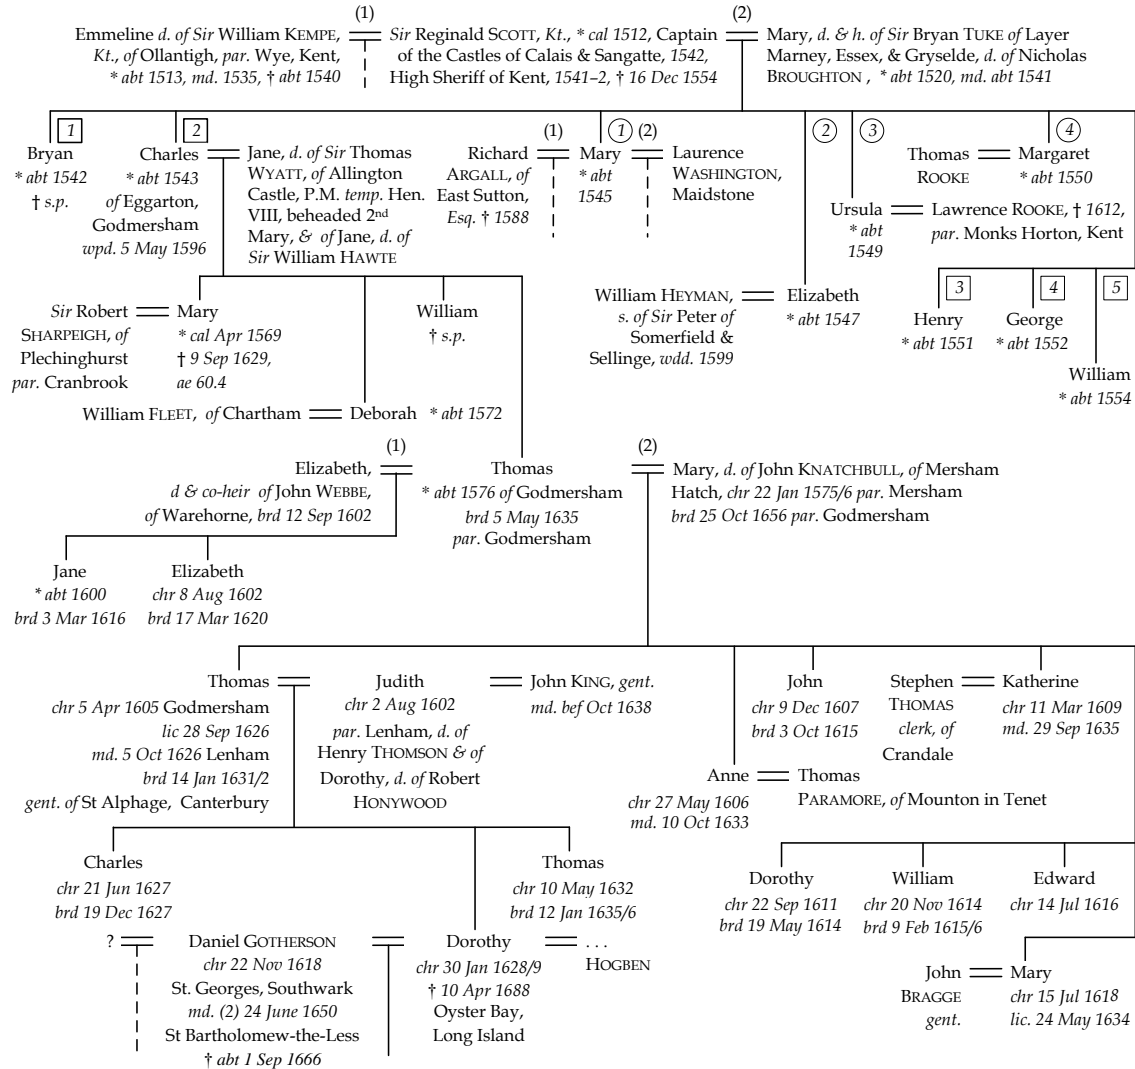 (1)
(2)
Emmeline d. of Sir William KEMPE,
Kt., of Ollantigh, par. Wye, Kent,
* abt 1513, md. 1535, † abt 1540
Sir Reginald SCOTT, Kt., * cal 1512, Captain
of the Castles of Calais & Sangatte, 1542,
High Sheriff of Kent, 1541–2, † 16 Dec 1554
Mary, d. & h. of Sir Bryan TUKE of Layer
Marney, Essex, & Gryselde, d. of Nicholas
BROUGHTON , * abt 1520, md. abt 1541
1
Bryan
* abt 1542
† s.p.
2
Charles
* abt 1543
of Eggarton,
Godmersham
wpd. 5 May 1596
Jane, d. of Sir Thomas
WYATT, of Allington
Castle, P.M. temp. Hen.
VIII, beheaded 2nd
Mary, & of Jane, d. of
Sir William HAWTE
(1)
1
(2)
Richard
ARGALL, of
East Sutton,
Esq. † 1588
Mary
* abt
1545
Laurence
WASHINGTON,
Maidstone
2
3
4
Thomas
ROOKE
Margaret
* abt 1550
Ursula
* abt
1549
Lawrence ROOKE, † 1612,
par. Monks Horton, Kent
William HEYMAN,
s. of Sir Peter of
Somerfield &
Sellinge, wdd. 1599
Elizabeth
* abt 1547
3
Henry
* abt 1551
4
George
* abt 1552
5
William
* abt 1554
Sir Robert
SHARPEIGH, of
Plechinghurst
par. Cranbrook
Mary
* cal Apr 1569
† 9 Sep 1629,
ae 60.4
William
† s.p.
William FLEET, of Chartham
Deborah * abt 1572
(1)
(2)
Elizabeth,
d & co-heir of John WEBBE,
of Warehorne, brd 12 Sep 1602
Thomas
* abt 1576 of Godmersham
brd 5 May 1635
par. Godmersham
Mary, d. of John KNATCHBULL, of Mersham
Hatch, chr 22 Jan 1575/6 par. Mersham
brd 25 Oct 1656 par. Godmersham
Jane
* abt 1600
brd 3 Mar 1616
Elizabeth
chr 8 Aug 1602
brd 17 Mar 1620
Thomas
chr 5 Apr 1605 Godmersham
lic 28 Sep 1626
md. 5 Oct 1626 Lenham
brd 14 Jan 1631/2
gent. of St Alphage, Canterbury
Judith
chr 2 Aug 1602
par. Lenham, d. of
Henry THOMSON & of
Dorothy, d. of Robert
HONYWOOD
John KING, gent.
md. bef Oct 1638
John
chr 9 Dec 1607
brd 3 Oct 1615
Stephen
THOMAS
clerk, of
Crandale
Katherine
chr 11 Mar 1609
md. 29 Sep 1635
Anne
chr 27 May 1606
md. 10 Oct 1633
Thomas
PARAMORE, of Mounton in Tenet
Charles
chr 21 Jun 1627
brd 19 Dec 1627
Thomas
chr 10 May 1632
brd 12 Jan 1635/6
Dorothy
chr 22 Sep 1611
brd 19 May 1614
William
chr 20 Nov 1614
brd 9 Feb 1615/6
Edward
chr 14 Jul 1616
?
Daniel GOTHERSON
chr 22 Nov 1618
St. Georges, Southwark
md. (2) 24 June 1650
St Bartholomew-the-Less
† abt 1 Sep 1666
Dorothy
chr 30 Jan 1628/9
† 10 Apr 1688
Oyster Bay,
Long Island
. . .
HOGBEN
John
BRAGGE
gent.
Mary
chr 15 Jul 1618
lic. 24 May 1634